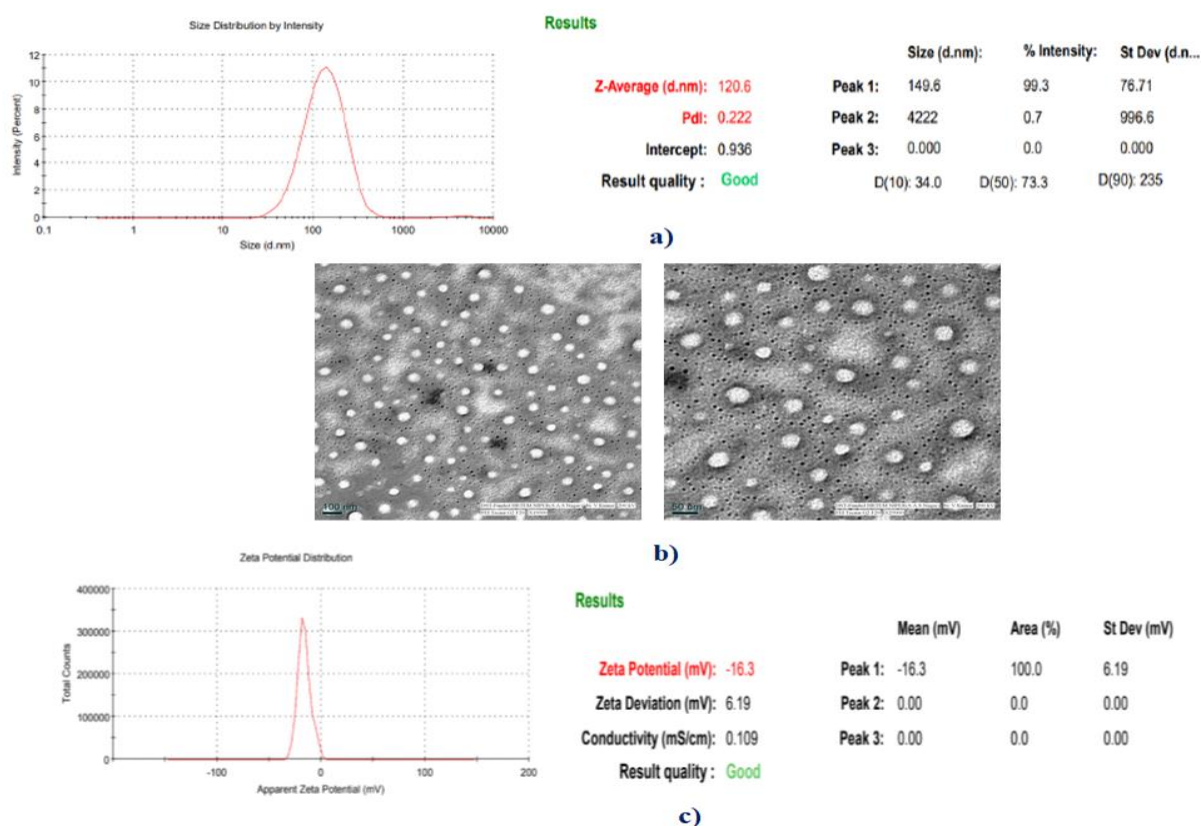 Size Distribution by Intensity
Intensity (Percent)
12
10
8
6
4
2
0
0.1 1 10 100 1000 10000
Size (d.nm)
Results
Size (d.nm): % Intensity: St Dev (d.n...
Z-Average (d.nm): 120.6 Peak 1: 149.6 99.3 76.71
PdI: 0.222 Peak 2: 4222 0.7 996.6
Intercept: 0.936 Peak 3: 0.000 0.0 0.000
Result quality : Good D(10): 34.0 D(50): 73.3 D(90): 235
a)
100 nm
b)
Zeta Potential Distribution
Total Counts
400000
300000
200000
100000
0
-100 0 100 200
Apparent Zeta Potential (mV)
Results
Mean (mV) Area (%) St Dev (mV)
Zeta Potential (mV): -16.3 Peak 1: -16.3 100.0 6.19
Zeta Deviation (mV): 6.19 Peak 2: 0.00 0.0 0.00
Conductivity (mS/cm): 0.109 Peak 3: 0.00 0.0 0.00
Result quality : Good
c)